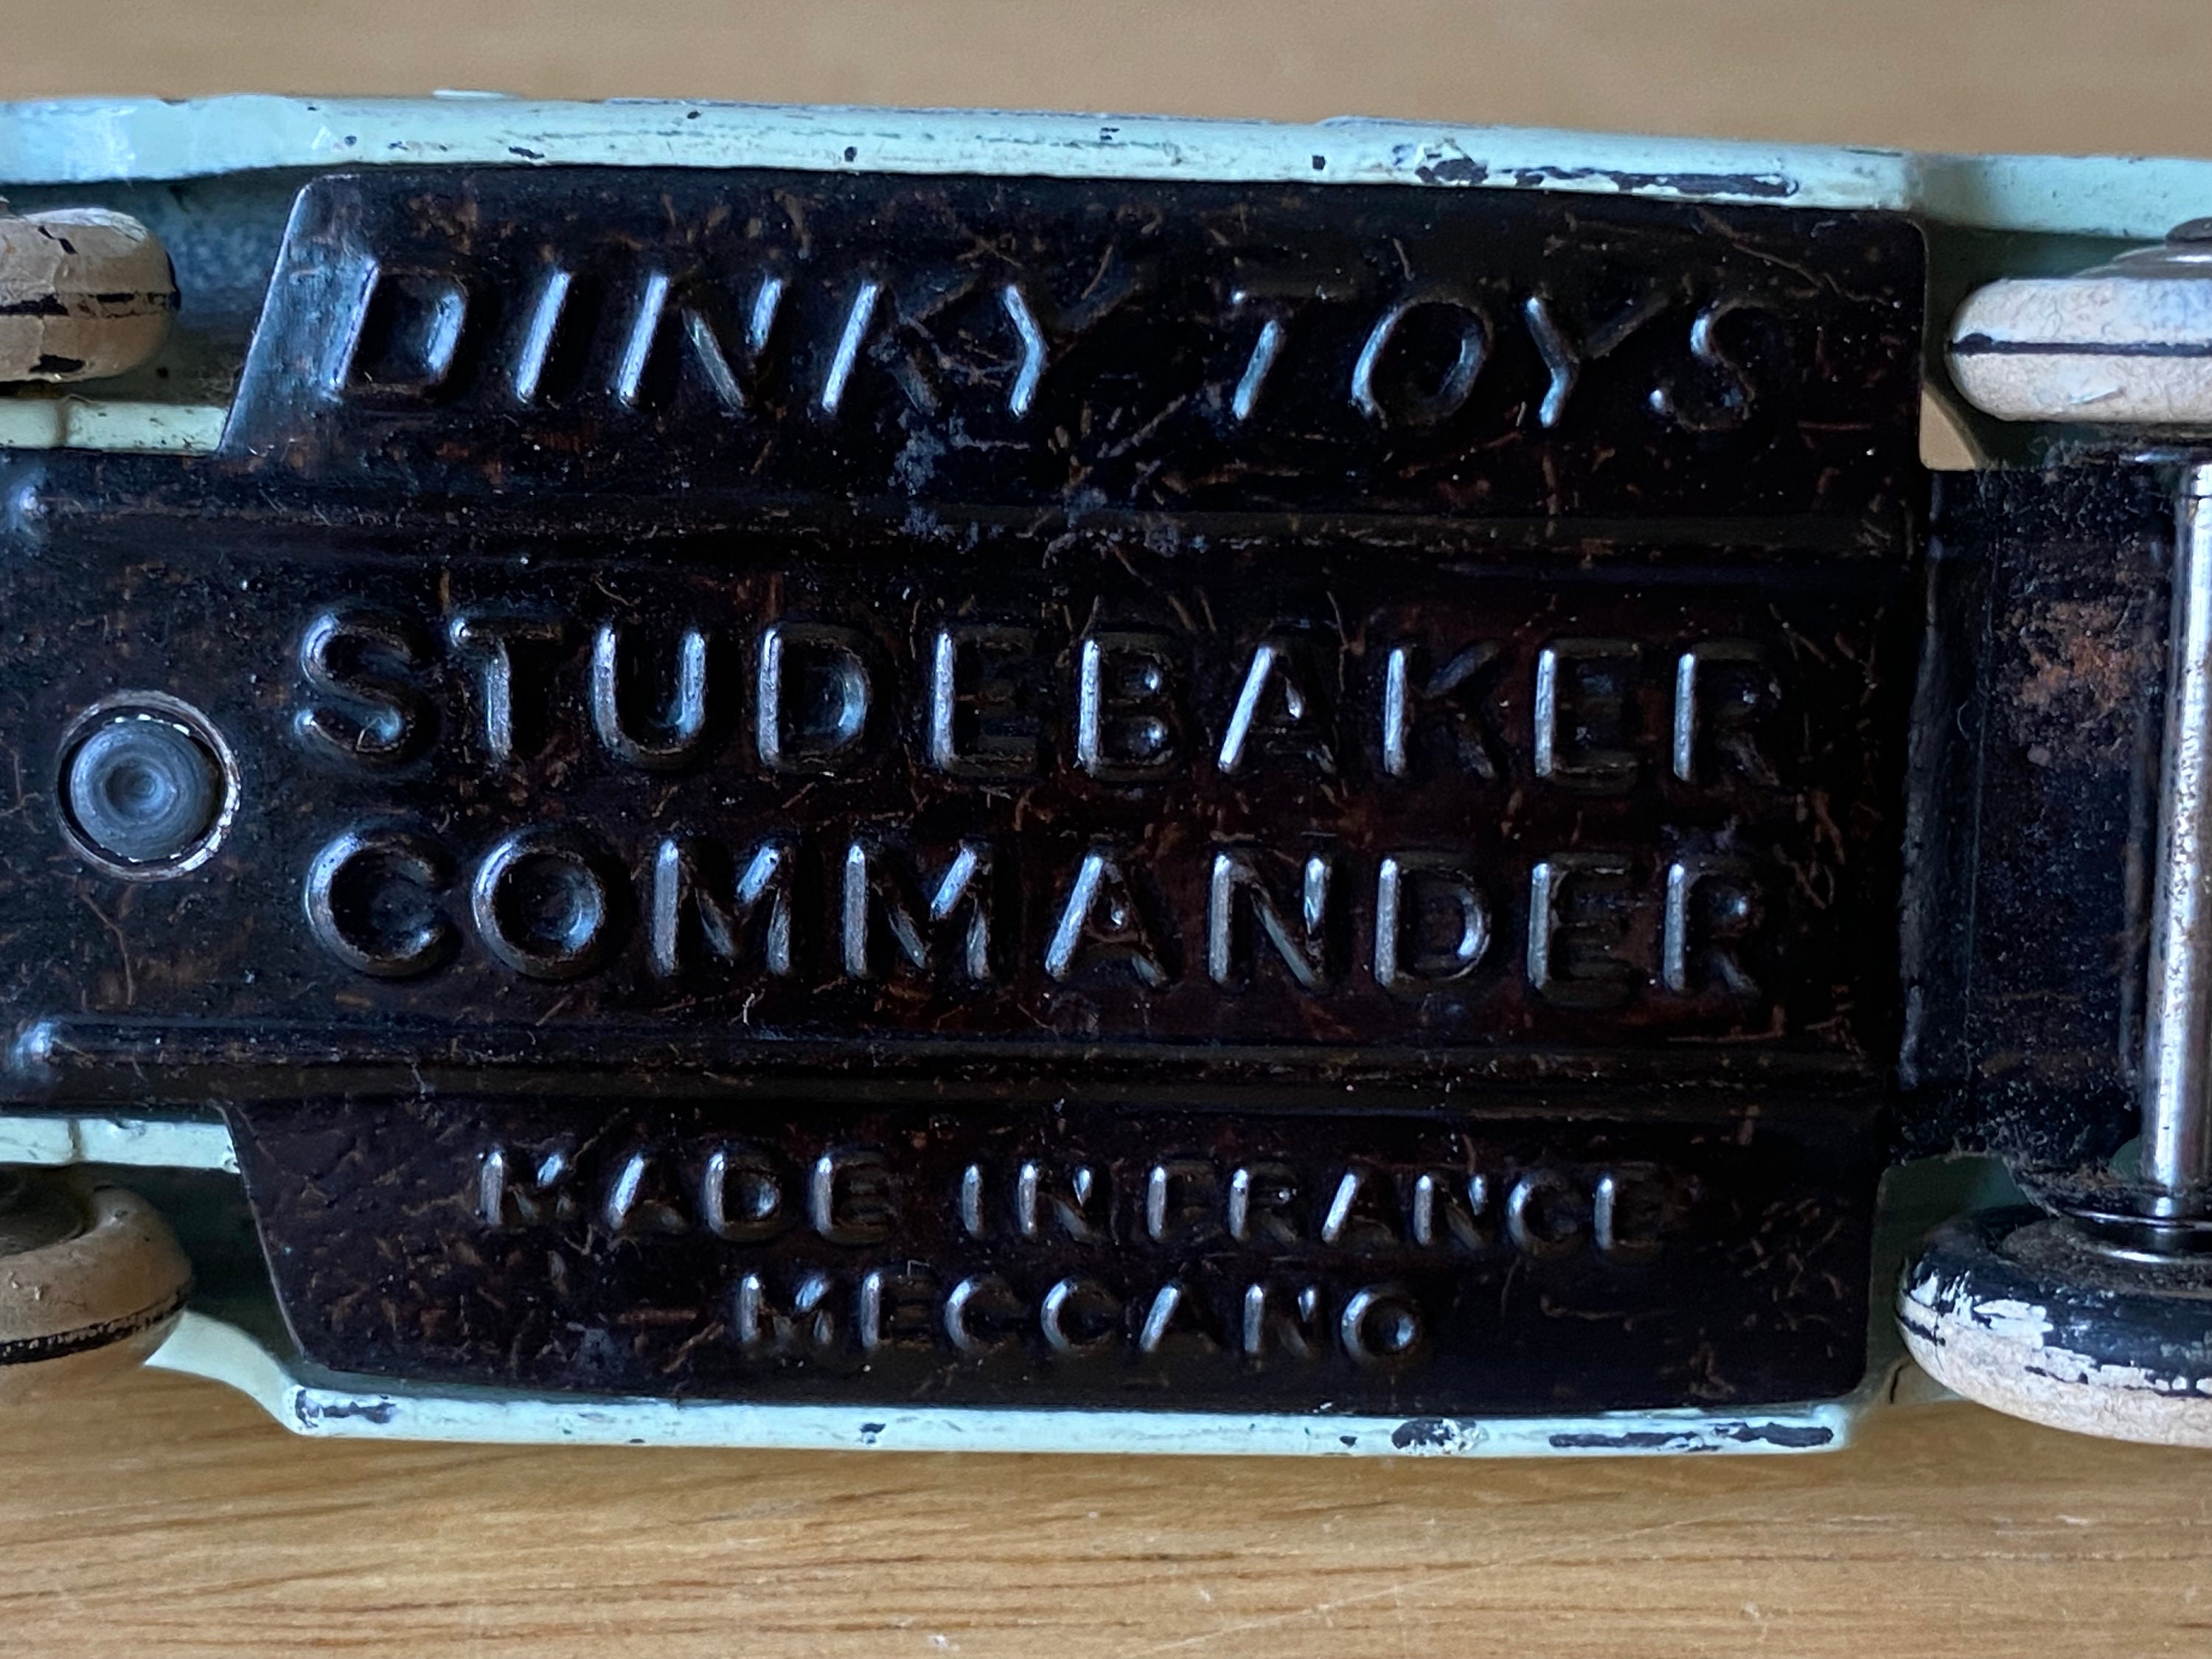 DINKY TOYS
STUDEBAKER
COMMANDER
MADE IN FRANCE
MECCANO